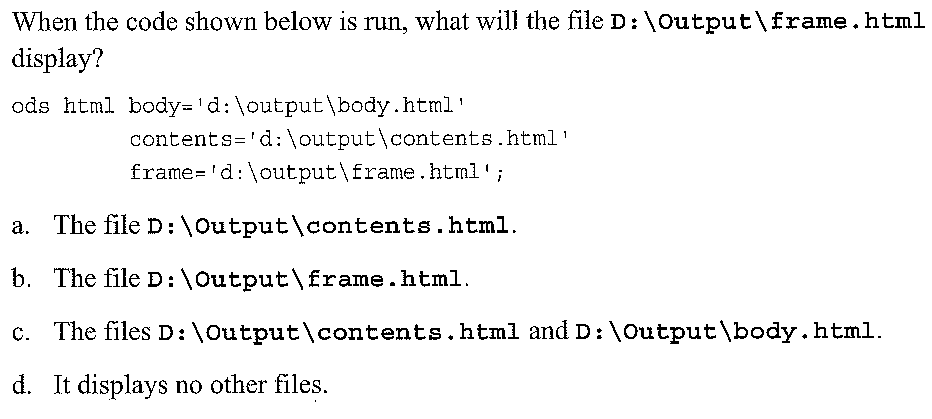 When the code shown below is run, what will the file D:\Output\frame.html
display?
ods html body='d:\output\body.html'
contents='d:\output\contents.html'
frame='d:\output\frame.html';
a. The file D:\Output\contents.html.
b. The file D:\Output\frame.html.
c. The files D:\Output\contents.html and D:\Output\body.html.
d. It displays no other files.